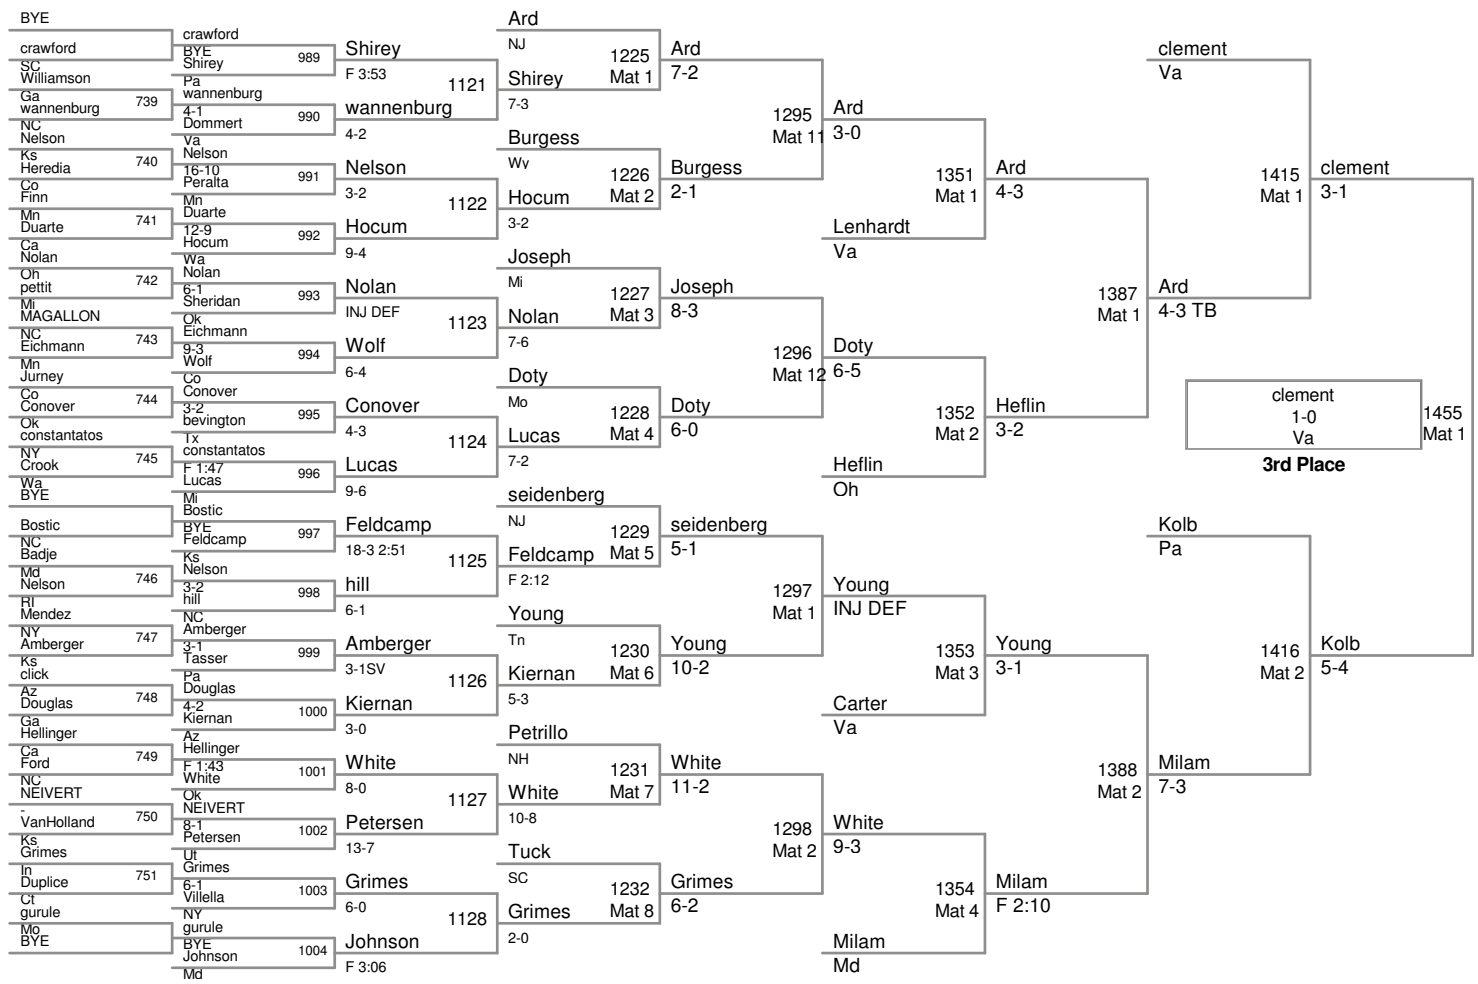 BYE
crawford
SC
Williamson
Ga
739
wannenburg
NC
Nelson
Ks
740
Heredia
Co
Finn
Mn
741
Duarte
Ca
Nolan
Oh
742
pettit
Mi
MAGALLON
NC
743
Eichmann
Mn
Jurney
Co
744
Conover
Ok
constantatos
NY
745
Crook
Wa
BYE
Bostic
NC
Badje
Md
746
Nelson
RI
Mendez
NY
747
Amberger
Ks
click
Az
748
Douglas
Ga
Hellinger
Ca
749
Ford
NC
NEIVERT
-
750
VanHolland
Ks
Grimes
In
751
Duplice
Ct
gurule
Mo
BYE
crawford
BYE
989
Shirey
Pa
wannenburg
4-1
990
Dommert
Va
Nelson
16-10
991
Peralta
Mn
Duarte
12-9
992
Hocum
Wa
Nolan
6-1
993
Sheridan
Ok
Eichmann
9-3
994
Wolf
Co
Conover
3-2
995
bevington
Tx
constantatos
F 1:47
996
Lucas
Mi
Bostic
BYE
997
Feldcamp
Ks
Nelson
3-2
998
hill
NC
Amberger
3-1
999
Tasser
Pa
Douglas
4-2
1000
Kiernan
Az
Hellinger
F 1:43
1001
White
Ok
NEIVERT
8-1
1002
Petersen
Ut
Grimes
6-1
1003
Villella
NY
gurule
BYE
1004
Johnson
Md
Shirey
F 3:53
1121
wannenburg
4-2
Nelson
3-2
1122
Hocum
9-4
Nolan
INJ DEF
1123
Wolf
6-4
Conover
4-3
1124
Lucas
9-6
Feldcamp
18-3 2:51
1125
hill
6-1
Amberger
3-1SV
1126
Kiernan
3-0
White
8-0
1127
Petersen
13-7
Grimes
6-0
1128
Johnson
F 3:06
Ard
NJ
1225
Mat 1
Shirey
7-3
Burgess
Wv
1226
Mat 2
Hocum
3-2
Joseph
Mi
1227
Mat 3
Nolan
7-6
Doty
Mo
1228
Mat 4
Lucas
7-2
seidenberg
NJ
1229
Mat 5
Feldcamp
F 2:12
Young
Tn
1230
Mat 6
Kiernan
5-3
Petrillo
NH
1231
Mat 7
White
10-8
Tuck
SC
1232
Mat 8
Grimes
2-0
Ard
7-2
1295
Mat 11
Burgess
2-1
Joseph
8-3
1296
Mat 12
Doty
6-0
seidenberg
5-1
1297
Mat 1
Young
10-2
White
11-2
1298
Mat 2
Grimes
6-2
Ard
3-0
1351
Mat 1
Lenhardt
Va
Doty
6-5
1352
Mat 2
Heflin
Oh
Young
INJ DEF
1353
Mat 3
Carter
Va
White
9-3
1354
Mat 4
Milam
Md
Ard
4-3
1387
Mat 1
Heflin
3-2
Young
3-1
1388
Mat 2
Milam
F 2:10
clement
Va
1415
Mat 1
Ard
4-3 TB
Kolb
Pa
1416
Mat 2
Milam
7-3
clement
3-1
Kolb
5-4
clement
1-0
Va
1455
Mat 1
3rd Place